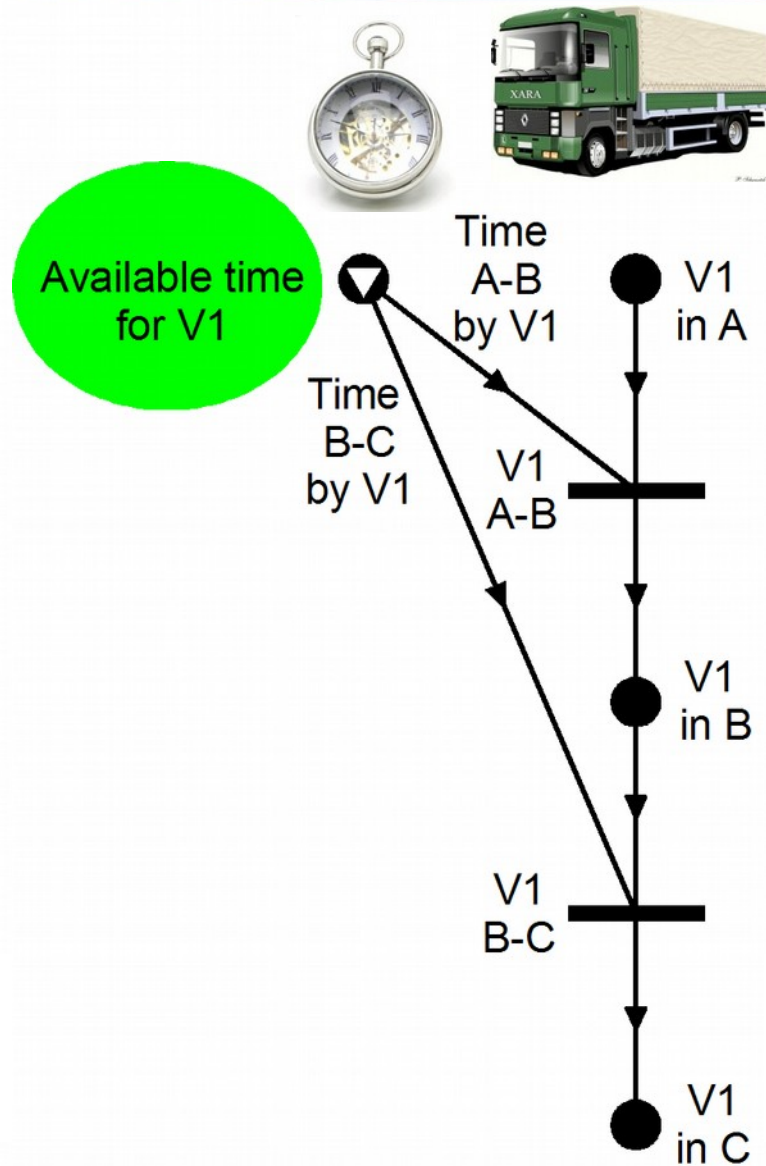 XARA
Available time
for V1
Time
A-B
by V1
V1
in A
Time
B-C
by V1
V1
A-B
V1
in B
V1
B-C
V1
in C